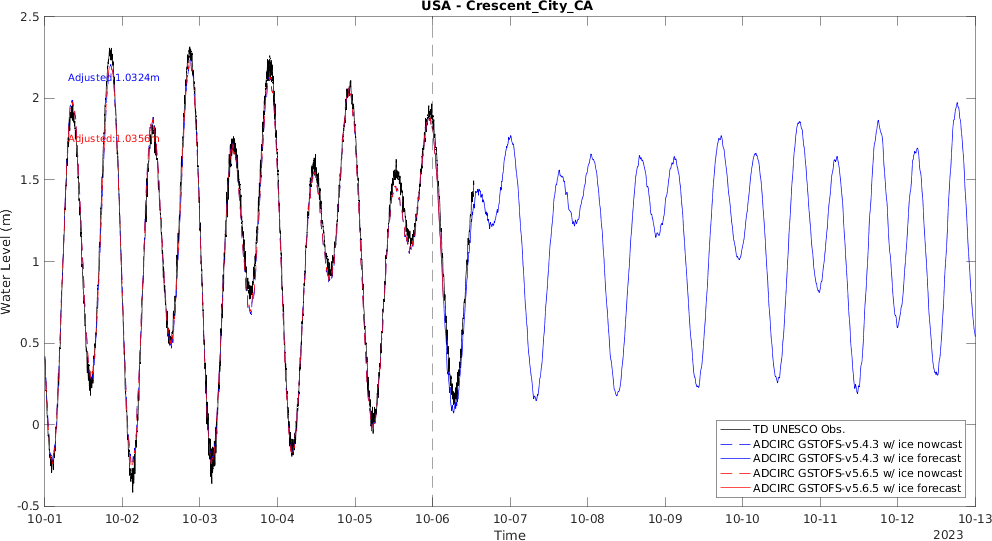 USA - Crescent_City_CA
2.5
2
1.5
1
0.5
0
-0.5
Water Level (m)
Adjusted:1.0324m
Adjusted:1.0356m
TD UNESCO Obs.
ADCIRC GSTOFS-v5.4.3 w/ ice nowcast
ADCIRC GSTOFS-v5.4.3 w/ ice forecast
ADCIRC GSTOFS-v5.6.5 w/ ice nowcast
ADCIRC GSTOFS-v5.6.5 w/ ice forecast
10-01 10-02 10-03 10-04 10-05 10-06 10-07 10-08 10-09 10-10 10-11 10-12 10-13
Time
2023